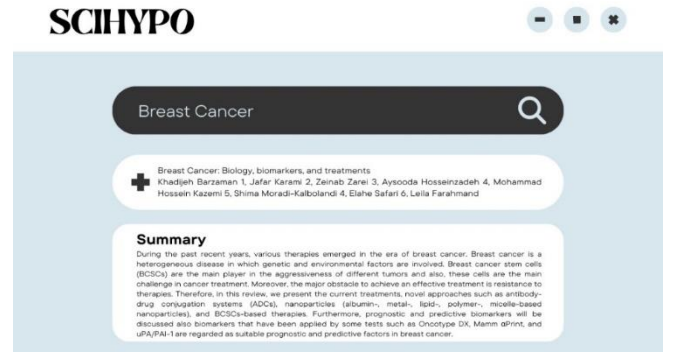 SCIHYPO
Breast Cancer
Breast Cancer: Biology, biomarkers, and treatments
Khadijeh Barzaman 1, Jafar Karami 2, Zeinab Zarei 3, Aysooda Hosseinzadeh 4, Mohammad
Hossein Kazemi 5, Shima Moradi-Kalbolandi 4, Elahe Safari 6, Leila Farahmand
Summary
During the past recent years, various therapies emerged in the era of breast cancer. Breast cancer is a
heterogeneous disease in which genetic and environmental factors are involved. Breast cancer stem cells
(BCSCs) are the main player in the aggressiveness of different tumors and also, these cells are the main
challenge in cancer treatment. Moreover, the major obstacle to achieve an effective treatment is resistance to
therapies. Therefore, in this review, we present the current treatments, novel approaches such as antibody-
drug conjugation systems (ADCs), nanoparticles (albumin-, metal-, lipid-, polymer-, micelle-based
nanoparticles), and BCSCs-based therapies. Furthermore, prognostic and predictive biomarkers will be
discussed also biomarkers that have been applied by some tests such as Oncotype DX, Mamm αPrint, and
uPA/PAI-1 are regarded as suitable prognostic and predictive factors in breast cancer.